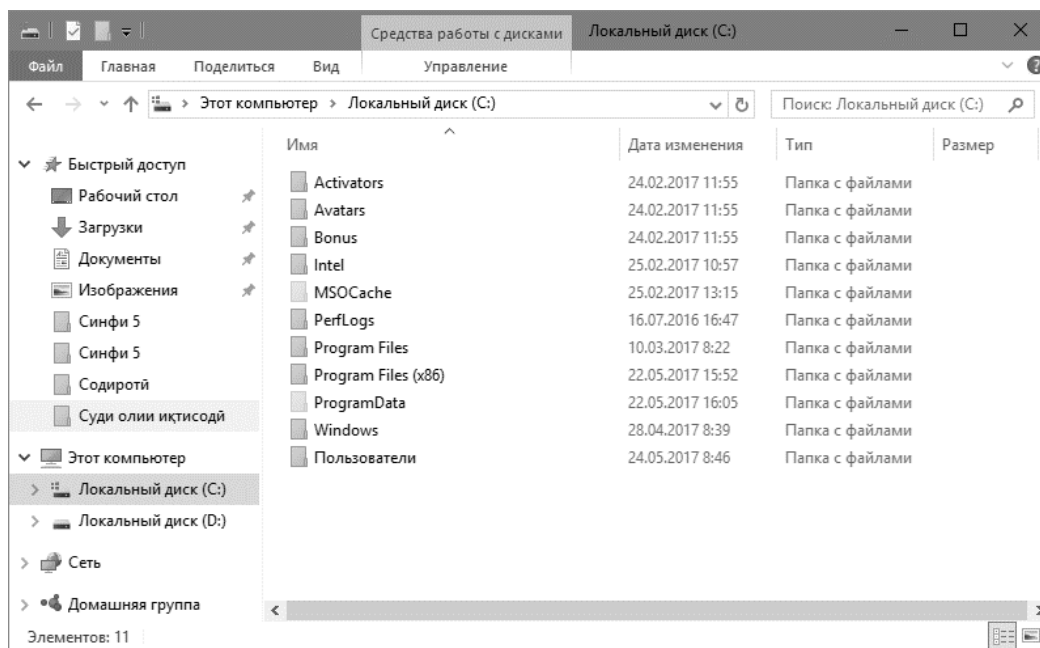 Средства работы с дисками Локальный диск (C:)
Файл Главная Поделиться Вид Управление
Этот компьютер > Локальный диск (C:) Поиск: Локальный диск (C:)
Имя Дата изменения Тип Размер
Быстрый доступ
Рабочий стол
Загрузки
Документы
Изображения
Синфи 5
Синфи 5
Содиротӣ
Суди олии иқтисодӣ
Этот компьютер
Локальный диск (C:)
Локальный диск (D:)
Сеть
Домашняя группа
Activators 24.02.2017 11:55 Папка с файлами
Avatars 24.02.2017 11:55 Папка с файлами
Bonus 24.02.2017 11:55 Папка с файлами
Intel 25.02.2017 10:57 Папка с файлами
MSOCache 25.02.2017 13:15 Папка с файлами
PerfLogs 16.07.2016 16:47 Папка с файлами
Program Files 10.03.2017 8:22 Папка с файлами
Program Files (x86) 22.05.2017 15:52 Папка с файлами
ProgramData 22.05.2017 16:05 Папка с файлами
Windows 28.04.2017 8:39 Папка с файлами
Пользователи 24.05.2017 8:46 Папка с файлами
Элементов: 11